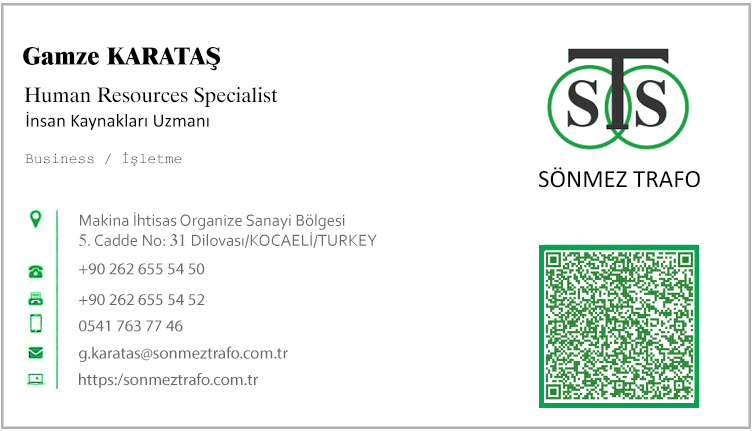 Gamze KARATAŞ
Human Resources Specialist
İnsan Kaynakları Uzmanı
Business / İşletme
Makina İhtisas Organize Sanayi Bölgesi
5. Cadde No: 31 Dilovası/KOCAELİ/TURKEY
+90 262 655 54 50
+90 262 655 54 52
0541 763 77 46
g.karatas@sonmeztrafo.com.tr
https:/sonmeztrafo.com.tr
STS
SÖNMEZ TRAFO